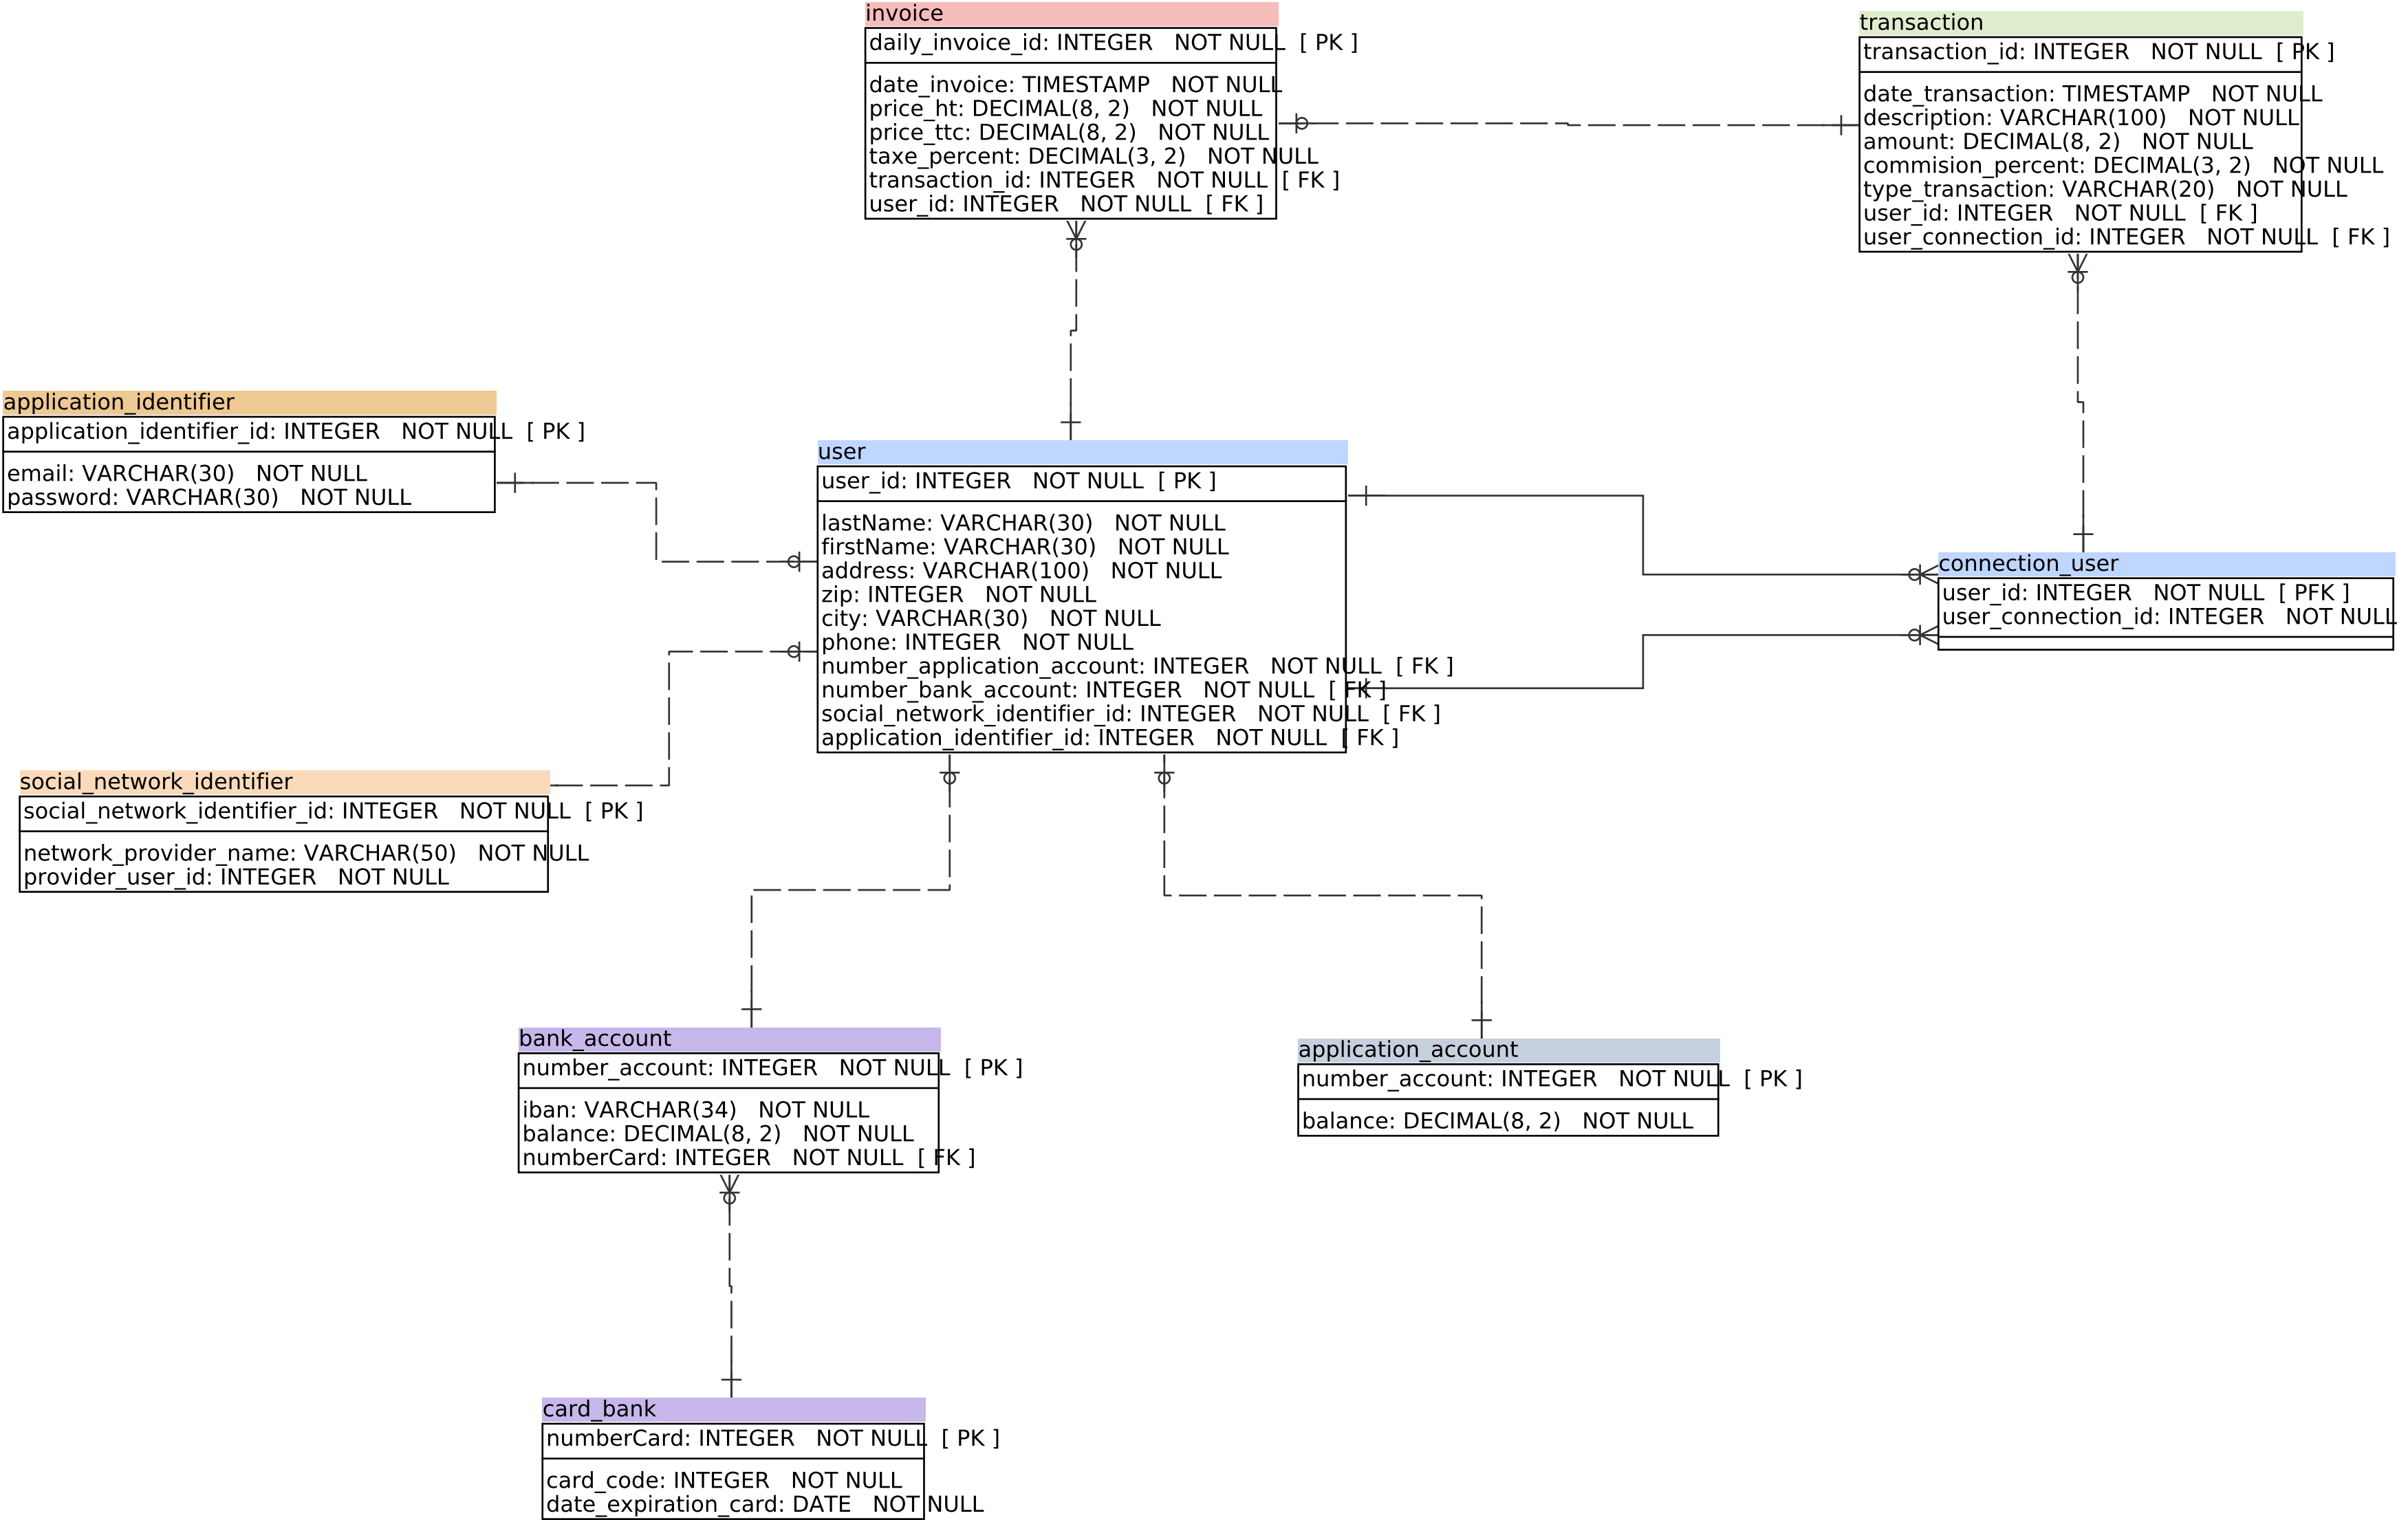 invoice
daily_invoice_id: INTEGER NOT NULL [ PK ]
date_invoice: TIMESTAMP NOT NULL
price_ht: DECIMAL(8, 2) NOT NULL
price_ttc: DECIMAL(8, 2) NOT NULL
taxe_percent: DECIMAL(3, 2) NOT NULL
transaction_id: INTEGER NOT NULL [ FK ]
user_id: INTEGER NOT NULL [ FK ]
transaction
transaction_id: INTEGER NOT NULL [ PK ]
date_transaction: TIMESTAMP NOT NULL
description: VARCHAR(100) NOT NULL
amount: DECIMAL(8, 2) NOT NULL
commision_percent: DECIMAL(3, 2) NOT NULL
type_transaction: VARCHAR(20) NOT NULL
user_id: INTEGER NOT NULL [ FK ]
user_connection_id: INTEGER NOT NULL [ FK ]
application_identifier
application_identifier_id: INTEGER NOT NULL [ PK ]
email: VARCHAR(30) NOT NULL
password: VARCHAR(30) NOT NULL
user
user_id: INTEGER NOT NULL [ PK ]
lastName: VARCHAR(30) NOT NULL
firstName: VARCHAR(30) NOT NULL
address: VARCHAR(100) NOT NULL
zip: INTEGER NOT NULL
city: VARCHAR(30) NOT NULL
phone: INTEGER NOT NULL
number_application_account: INTEGER NOT NULL [ FK ]
number_bank_account: INTEGER NOT NULL [ FK ]
social_network_identifier_id: INTEGER NOT NULL [ FK ]
application_identifier_id: INTEGER NOT NULL [ FK ]
connection_user
user_id: INTEGER NOT NULL [ PFK ]
user_connection_id: INTEGER NOT NULL
social_network_identifier
social_network_identifier_id: INTEGER NOT NULL [ PK ]
network_provider_name: VARCHAR(50) NOT NULL
provider_user_id: INTEGER NOT NULL
bank_account
number_account: INTEGER NOT NULL [ PK ]
iban: VARCHAR(34) NOT NULL
balance: DECIMAL(8, 2) NOT NULL
numberCard: INTEGER NOT NULL [ FK ]
application_account
number_account: INTEGER NOT NULL [ PK ]
balance: DECIMAL(8, 2) NOT NULL
card_bank
numberCard: INTEGER NOT NULL [ PK ]
card_code: INTEGER NOT NULL
date_expiration_card: DATE NOT NULL